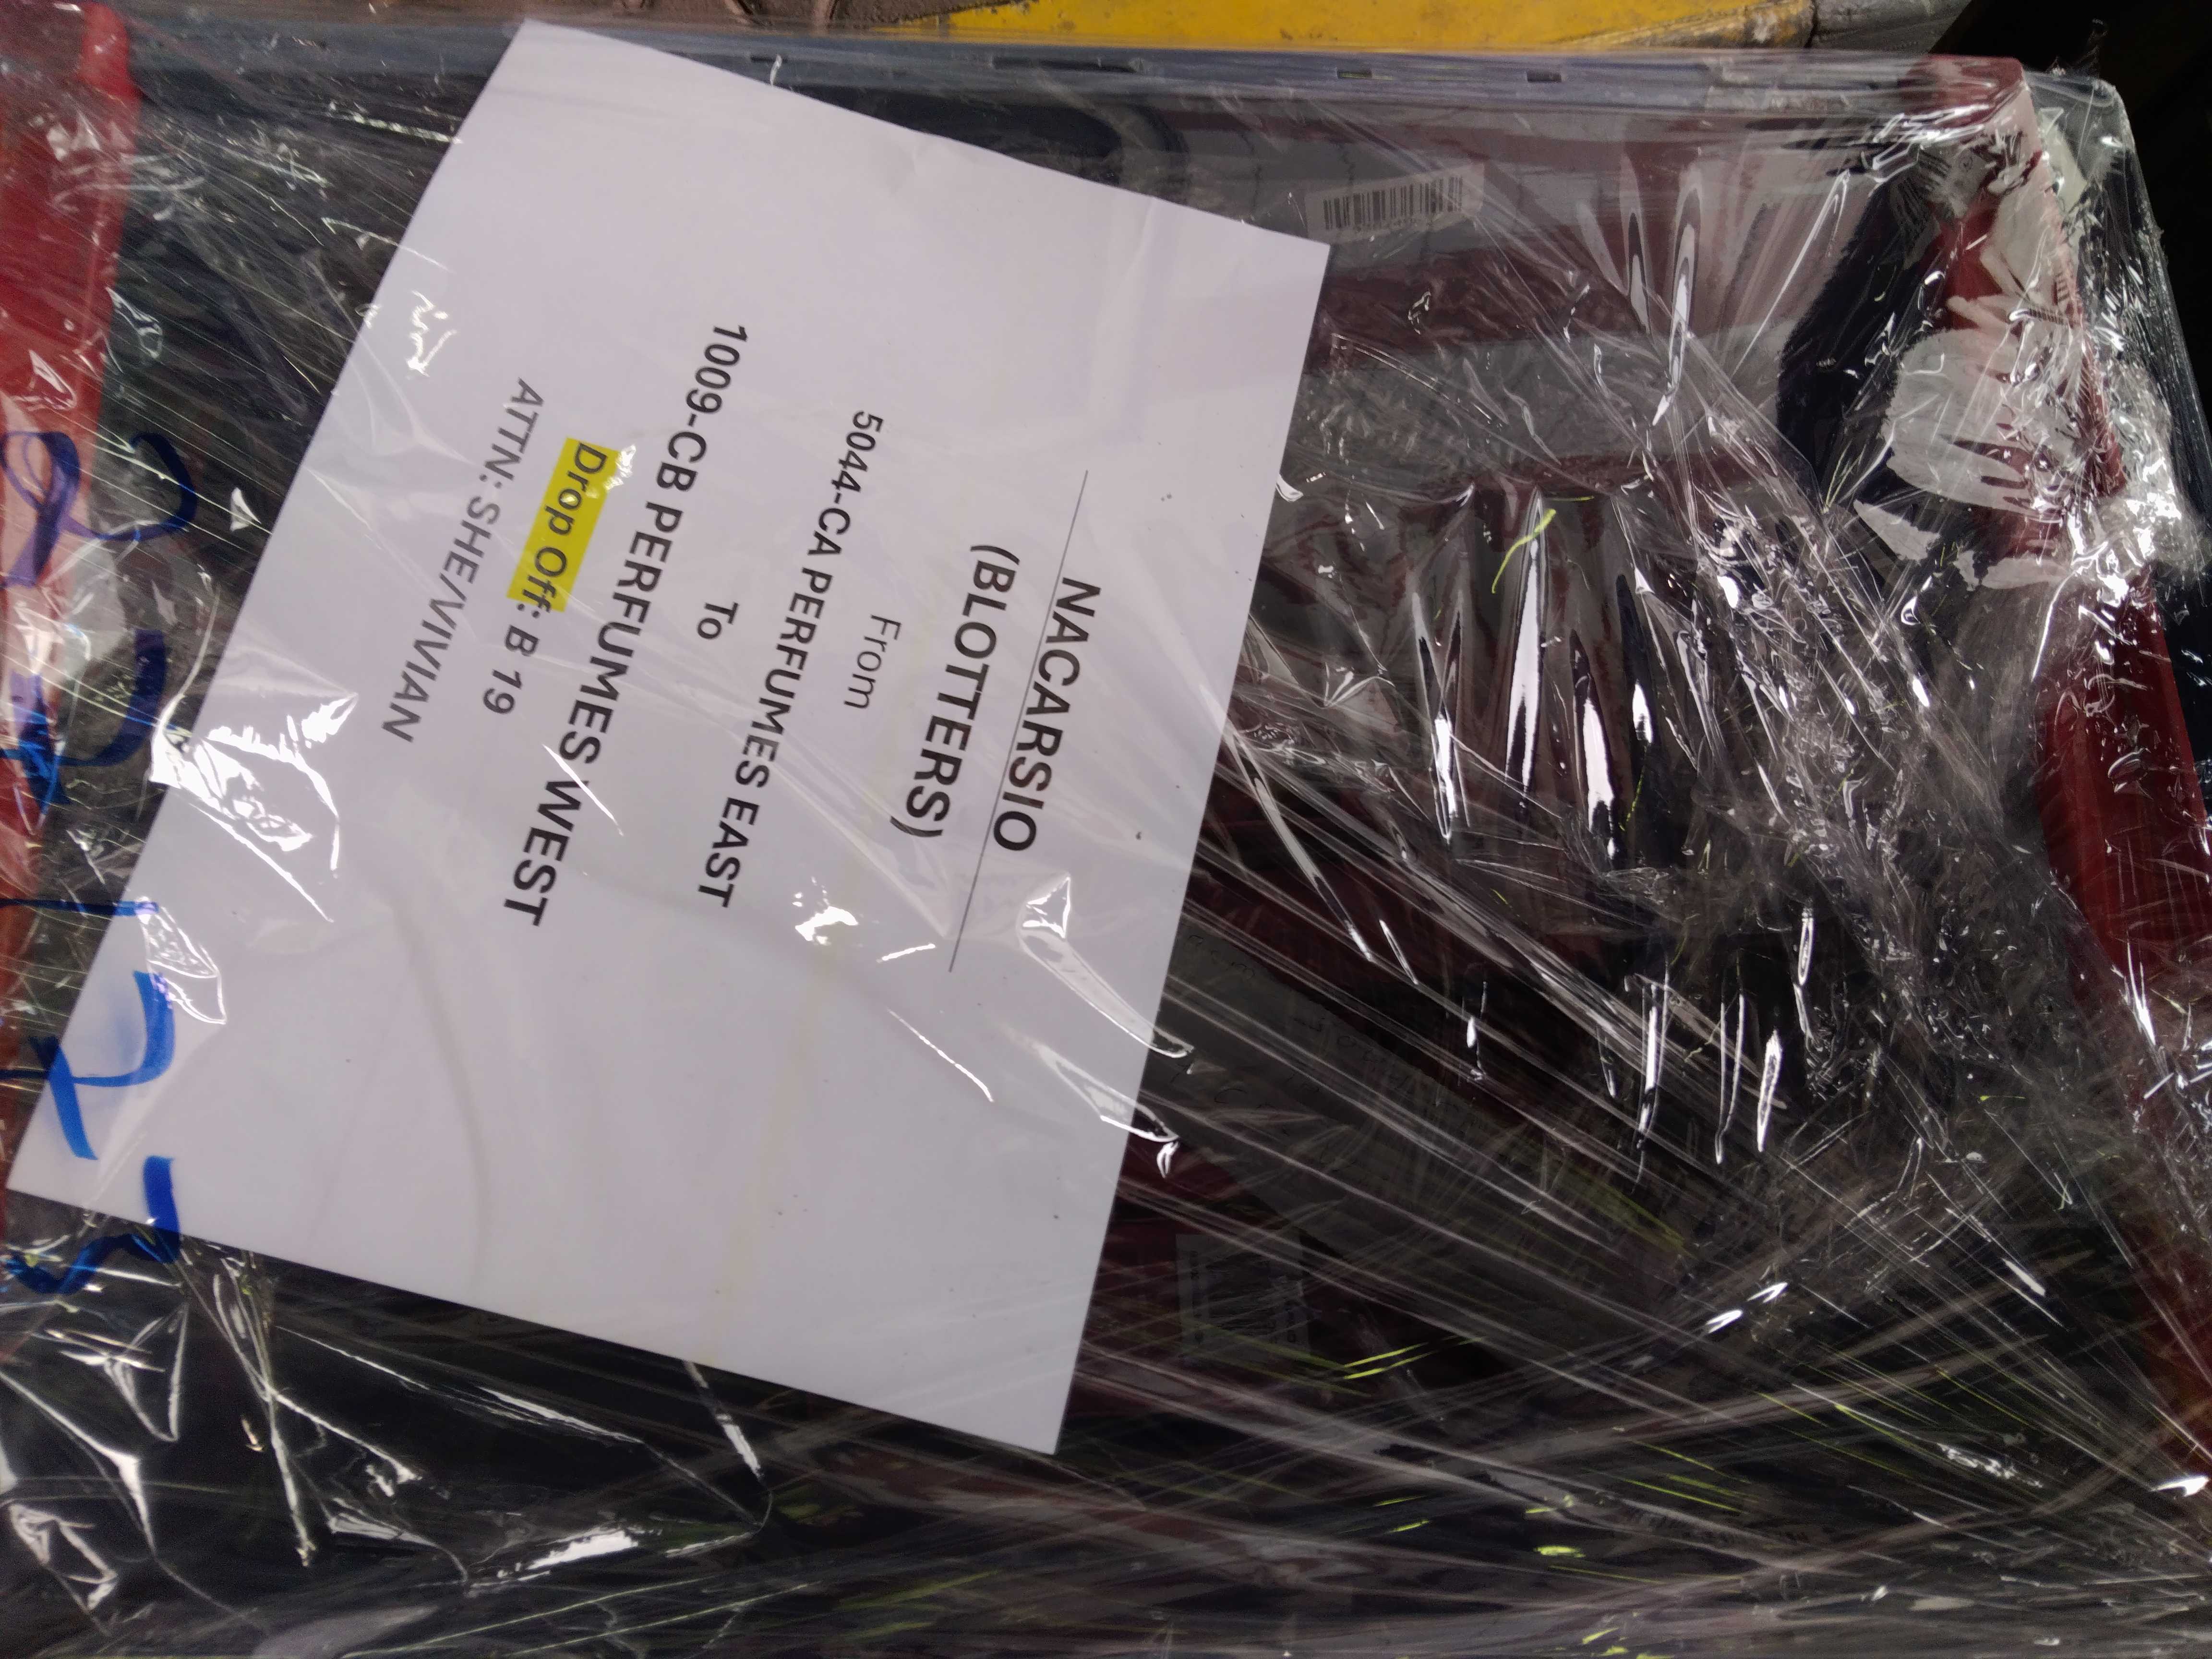 NACARSIO
(BLOTTERS)
From
5044-CA PERFUMES EAST
To
1009-CB PERFUMES WEST
Drop Off: B 19
ATTN: SHE/VIVIAN